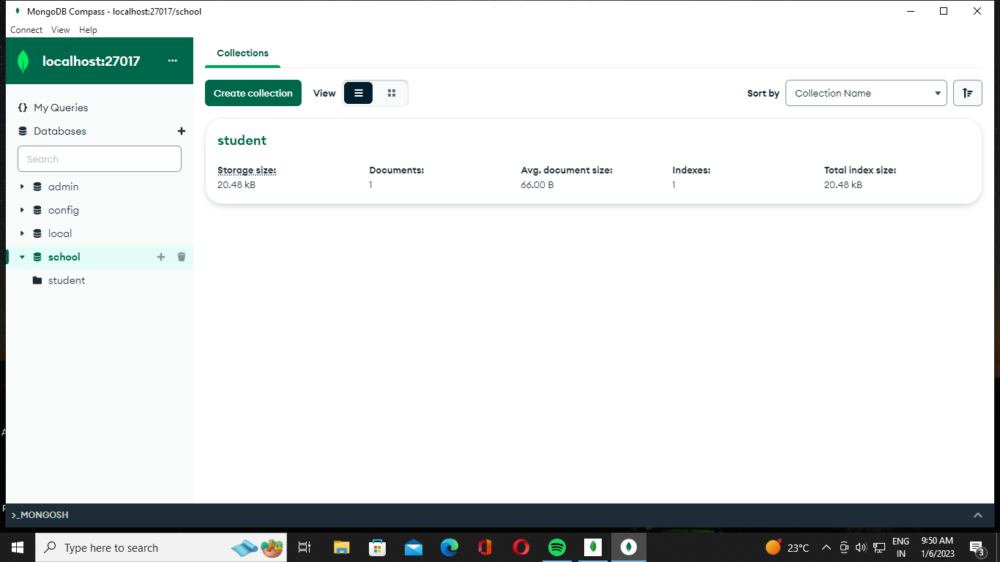 MongoDB Compass - localhost:27017/school
Connect View Help
localhost:27017 ...
{} My Queries
Databases +
Search
admin
config
local
school +
student
Collections
Create collection View Sort by Collection Name
student
Storage size: Documents: Avg. document size: Indexes: Total index size:
20.48 kB 1 66.00 B 1 20.48 kB
>_MONGOSH
Type here to search
23°C
ENG
IN
9:50 AM
1/6/2023
3